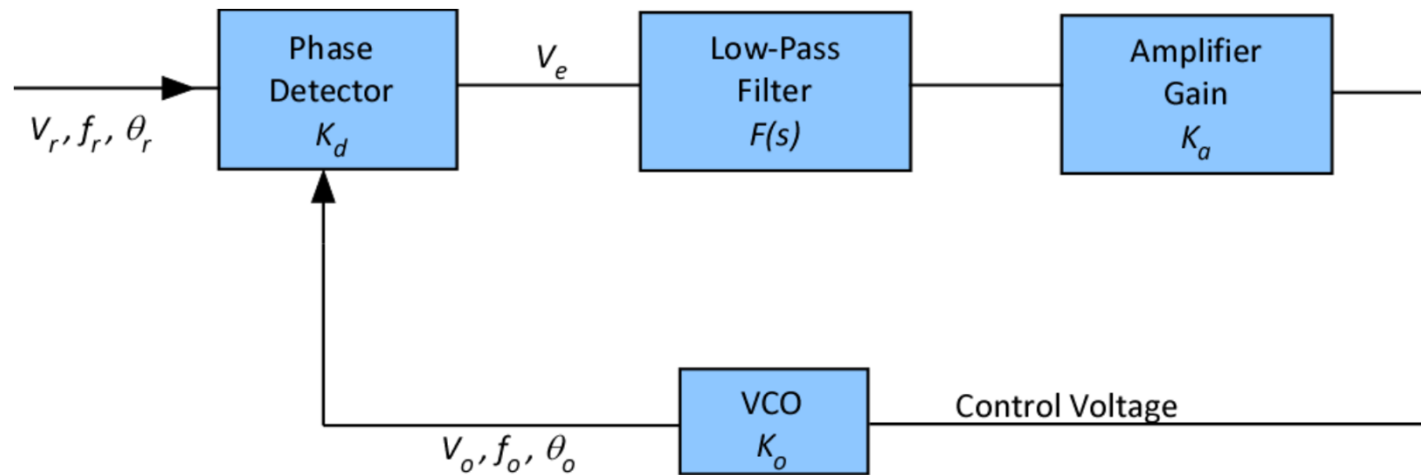 Phase
Detector
K_d
V_e
Low-Pass
Filter
F(s)
Amplifier
Gain
K_a
V_r, f_r, θ_r
VCO
K_o
Control Voltage
V_o, f_o, θ_o